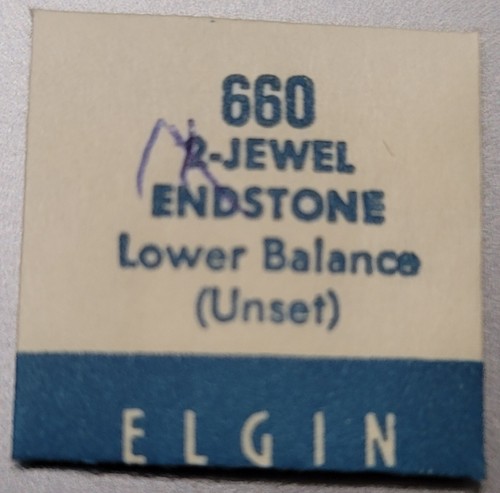 660
2-JEWEL
ENDSTONE
Lower Balance
(Unset)
ELGIN